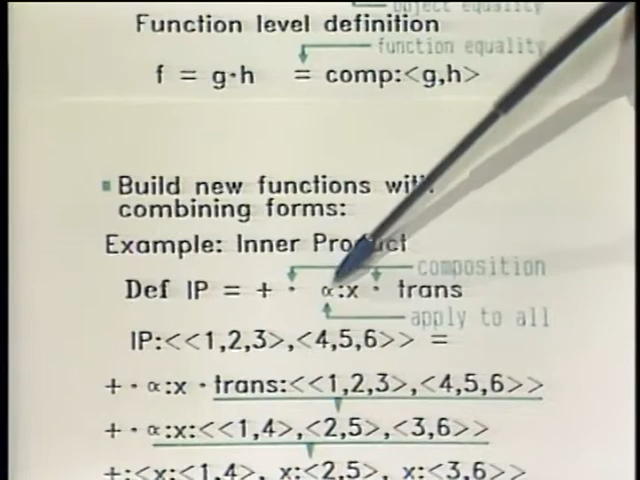 object equality
Function level definition
function equality
f = g·h = comp:<g,h>
▪ Build new functions with
combining forms:
Example: Inner Product
composition
Def IP = + · ∝:x · trans
apply to all
IP:<<1,2,3>,<4,5,6>> =
+ · ∝:x · trans:<<1,2,3>,<4,5,6>>
+ · ∝:x:<<1,4>,<2,5>,<3,6>>
+:<x:<1,4>, x:<2,5>, x:<3,6>>